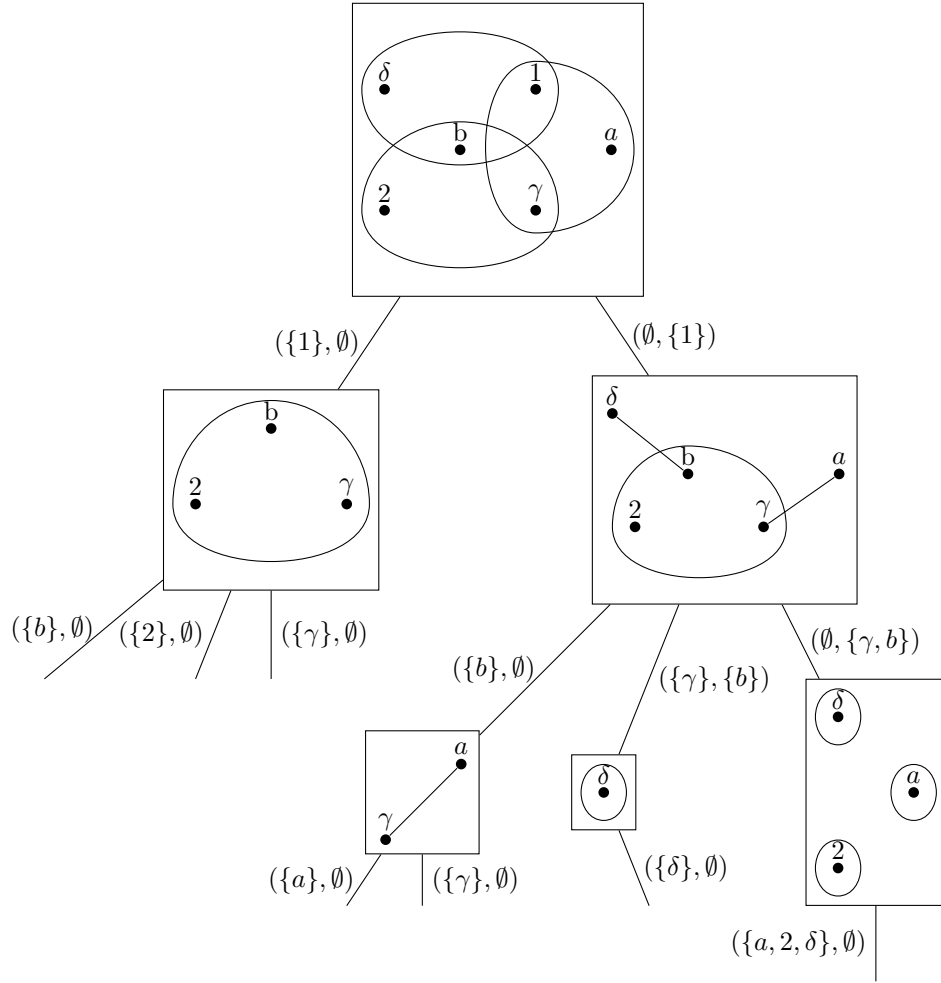 δ 1
b a
2 γ
({1}, ∅) (∅, {1})
b
2 γ
δ
b a
2 γ
({b}, ∅) ({2}, ∅) ({γ}, ∅)
({b}, ∅) ({γ}, {b}) (∅, {γ, b})
a
γ
δ
δ
a
2
({a}, ∅) ({γ}, ∅) ({δ}, ∅)
({a, 2, δ}, ∅)